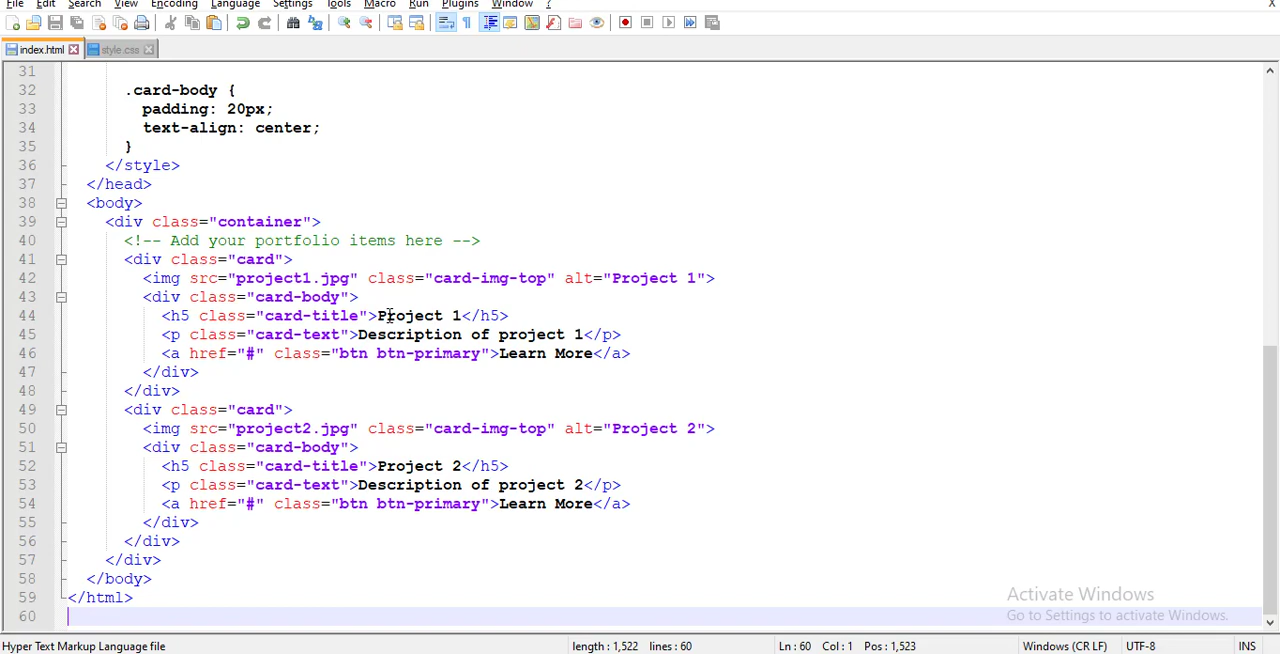 File Edit Search View Encoding Language Settings Tools Macro Run Plugins Window ? X
index.html style.css
31
32 .card-body {
33 padding: 20px;
34 text-align: center;
35 }
36 </style>
37 </head>
38 <body>
39 <div class="container">
40 <!-- Add your portfolio items here -->
41 <div class="card">
42 <img src="project1.jpg" class="card-img-top" alt="Project 1">
43 <div class="card-body">
44 <h5 class="card-title">Project 1</h5>
45 <p class="card-text">Description of project 1</p>
46 <a href="#" class="btn btn-primary">Learn More</a>
47 </div>
48 </div>
49 <div class="card">
50 <img src="project2.jpg" class="card-img-top" alt="Project 2">
51 <div class="card-body">
52 <h5 class="card-title">Project 2</h5>
53 <p class="card-text">Description of project 2</p>
54 <a href="#" class="btn btn-primary">Learn More</a>
55 </div>
56 </div>
57 </div>
58 </body>
59 </html>
60
Activate Windows
Go to Settings to activate Windows.
Hyper Text Markup Language file length : 1,522 lines : 60 Ln : 60 Col : 1 Pos : 1,523 Windows (CR LF) UTF-8 INS